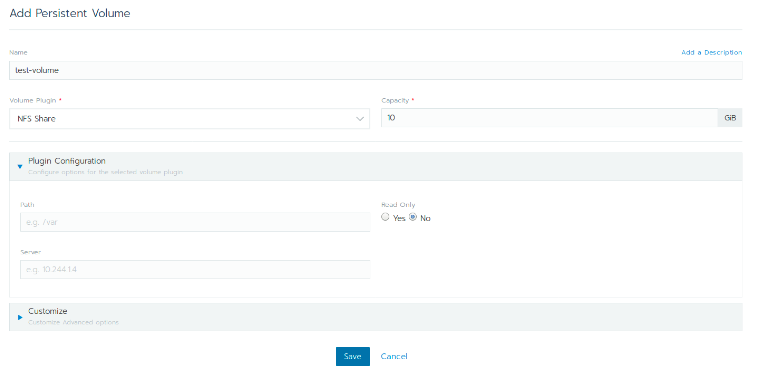 Add Persistent Volume
Name
Add a Description
test-volume
Volume Plugin *
Capacity *
NFS Share
10
GiB
Plugin Configuration
Configure options for the selected volume plugin
Path
Read Only
e.g. /var
Yes
No
Server
e.g. 10.244.1.4
Customize
Customize Advanced options
Save
Cancel